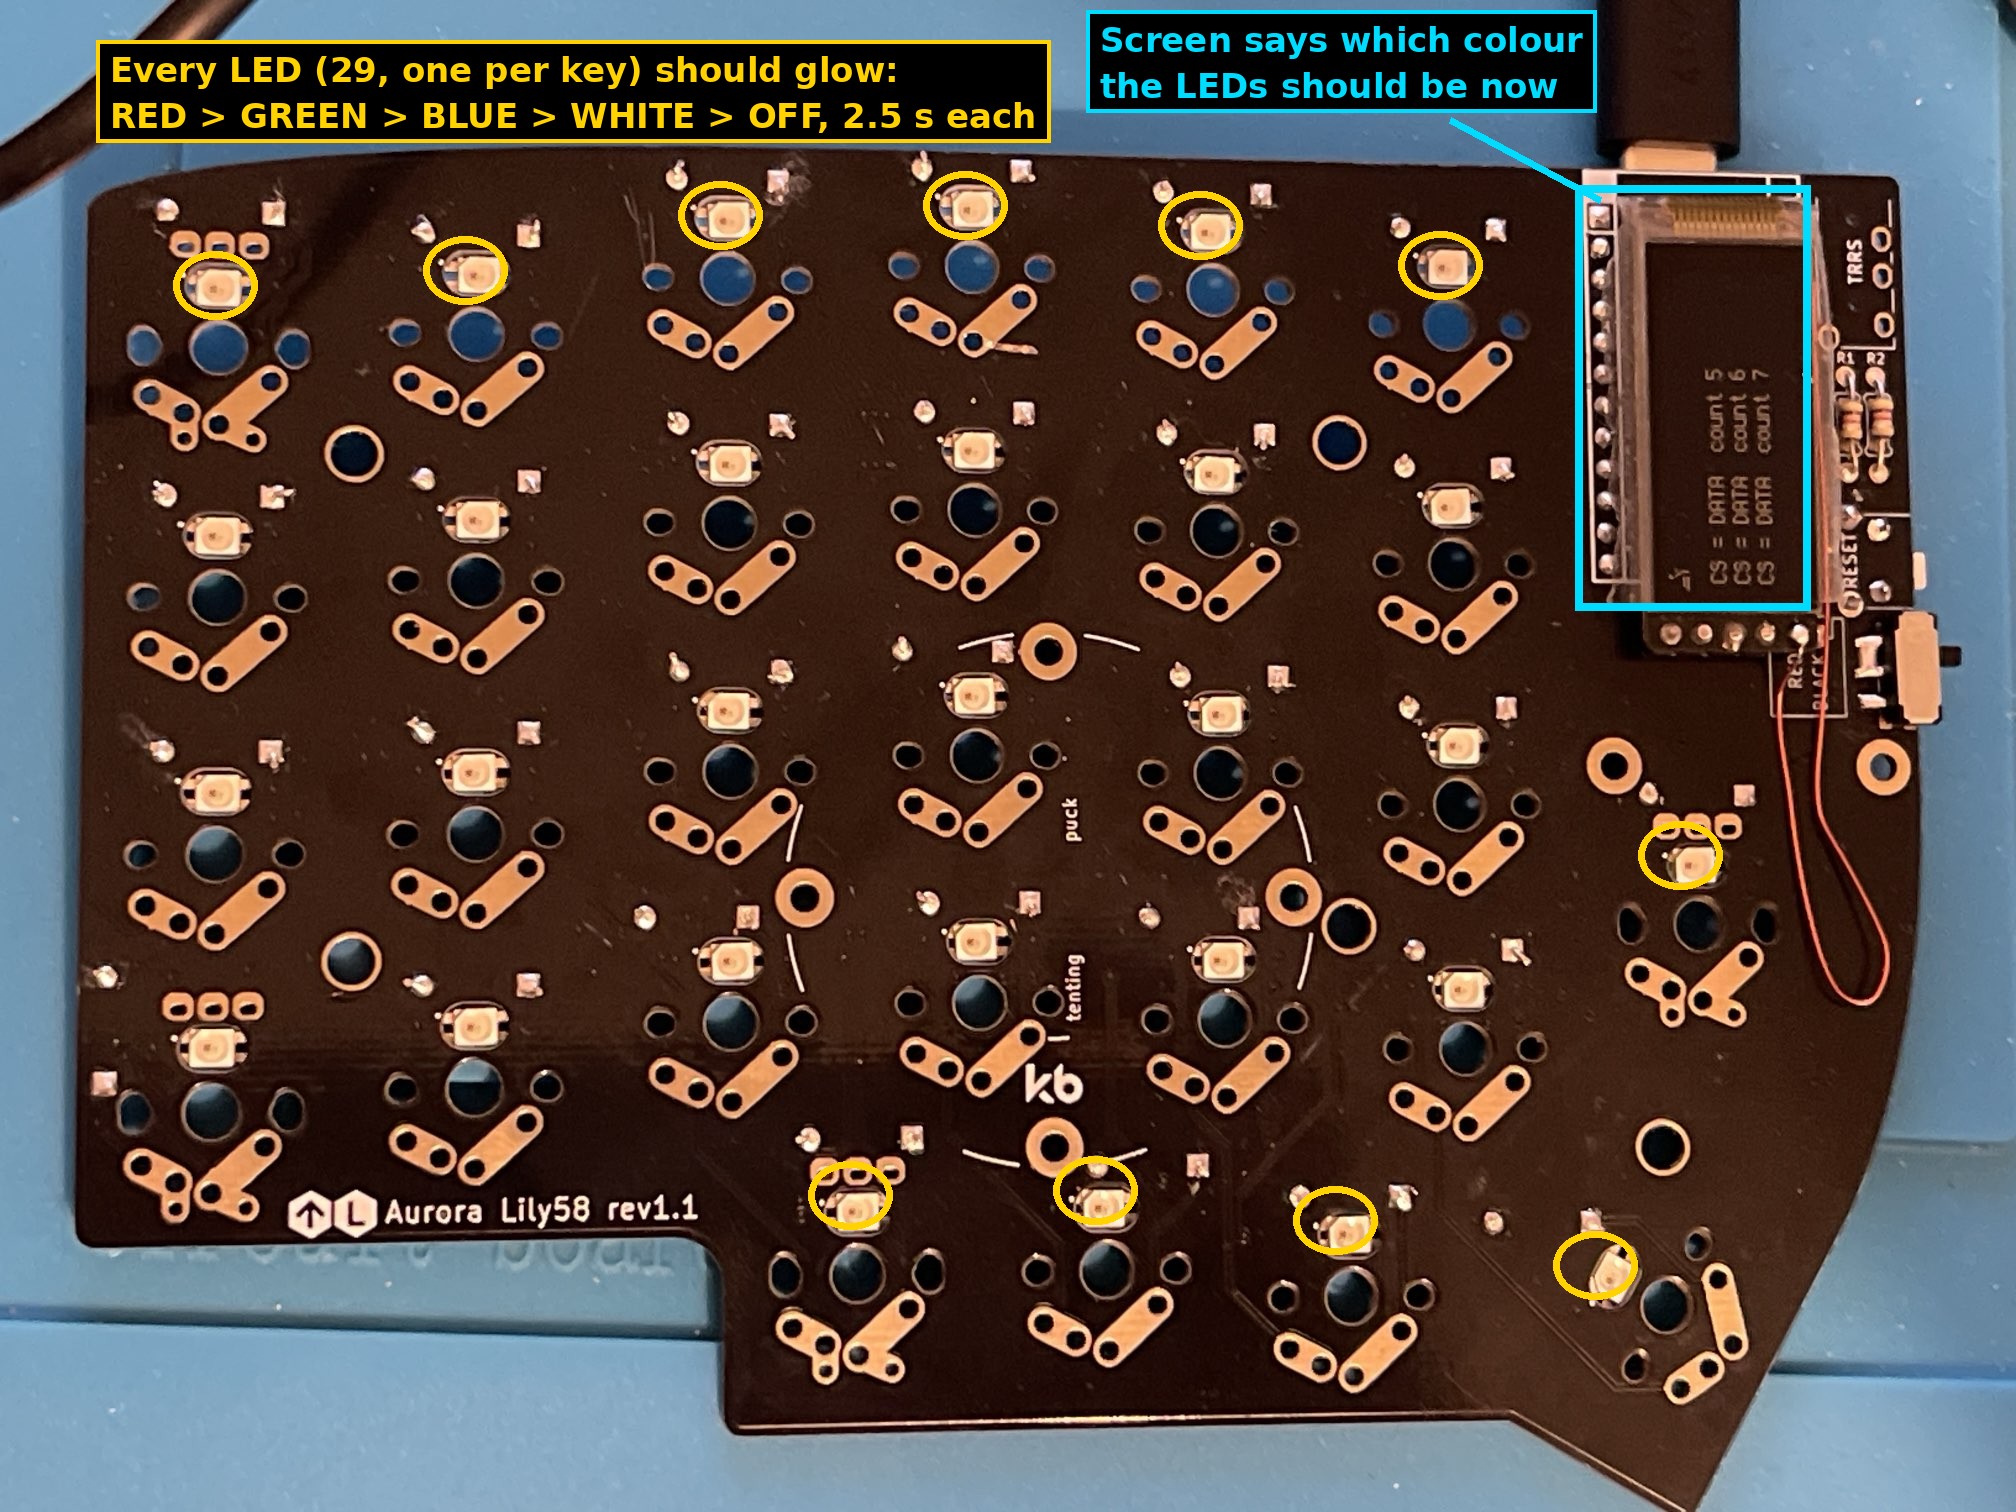 Every LED (29, one per key) should glow:
RED > GREEN > BLUE > WHITE > OFF, 2.5 s each
Screen says which colour
the LEDs should be now
TRRS
R1 R2
CS = DATA count 5
CS = DATA count 6
CS = DATA count 7
RESET
RED
BLACK
puck
tenting
kb
L Aurora Lily58 rev1.1